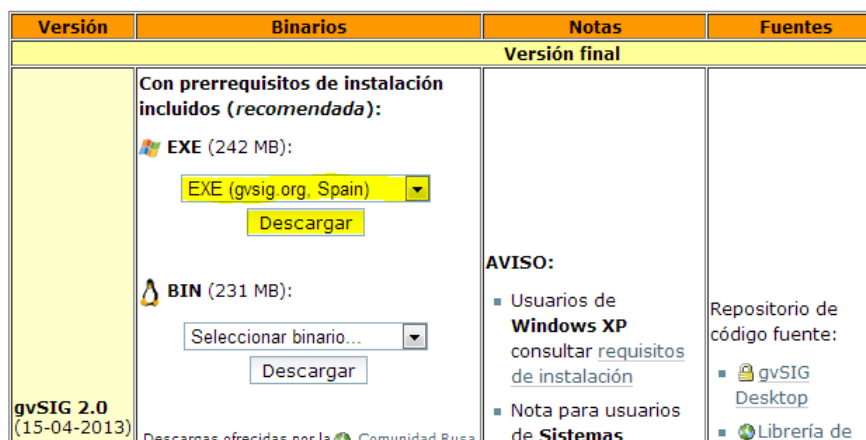 Versión
Binarios
Notas
Fuentes
Versión final
gvSIG 2.0
(15-04-2013)
Con prerrequisitos de instalación
incluidos (recomendada):
EXE (242 MB):
EXE (gvsig.org, Spain)
Descargar
BIN (231 MB):
Seleccionar binario...
Descargar
Descargas ofrecidas por la Comunidad Rusa
AVISO:
Usuarios de
Windows XP
consultar requisitos
de instalación
Nota para usuarios
de Sistemas
Repositorio de
código fuente:
gvSIG
Desktop
Librería de